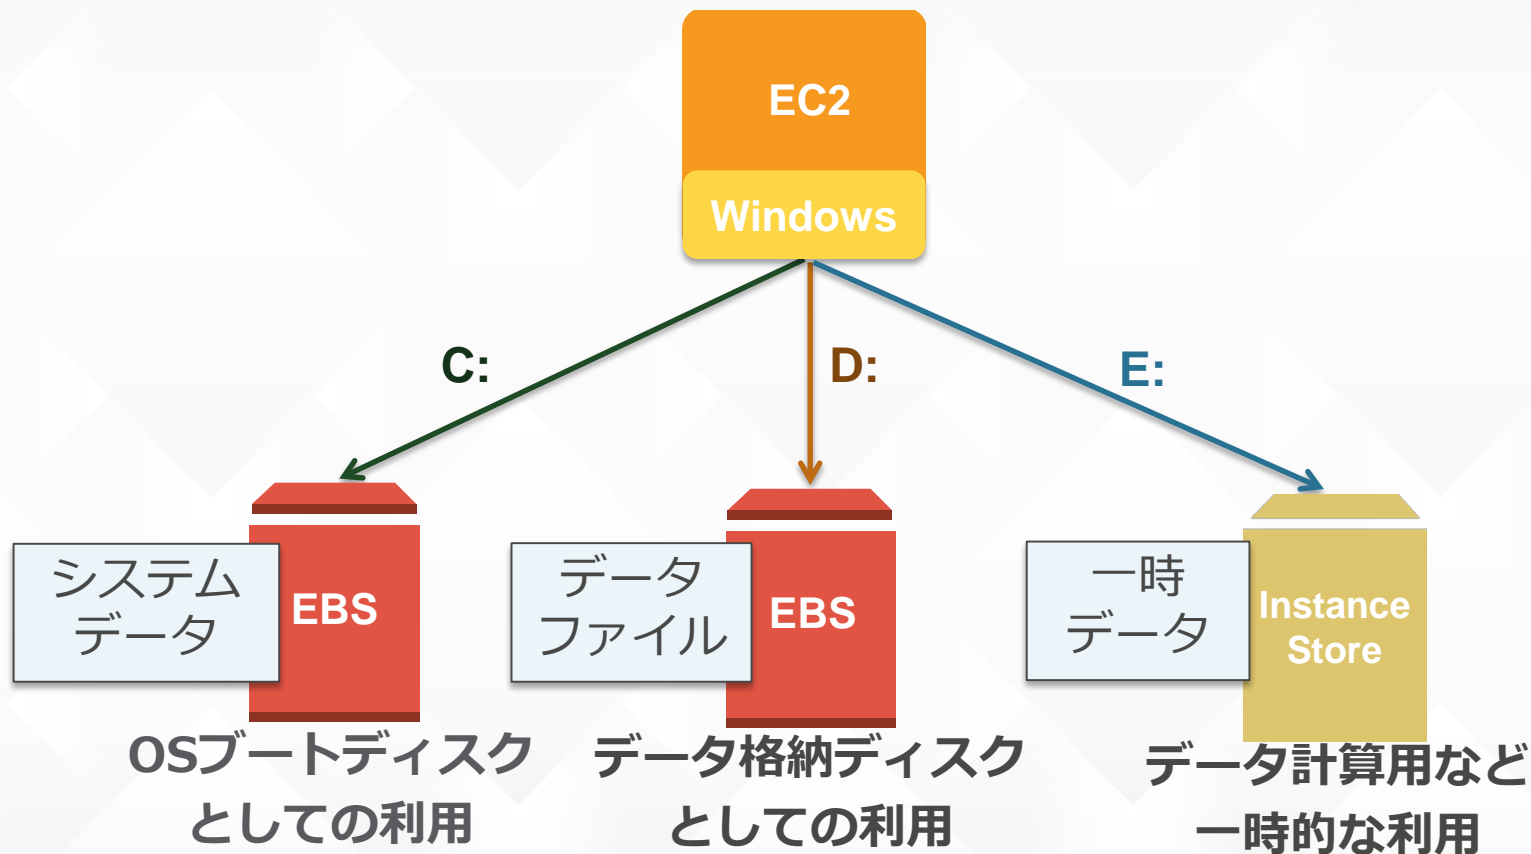 EC2
Windows
C:
D:
E:
システム
データ
EBS
データ
ファイル
EBS
一時
データ
Instance
Store
OSブートディスク
としての利用
データ格納ディスク
としての利用
データ計算用など
一時的な利用